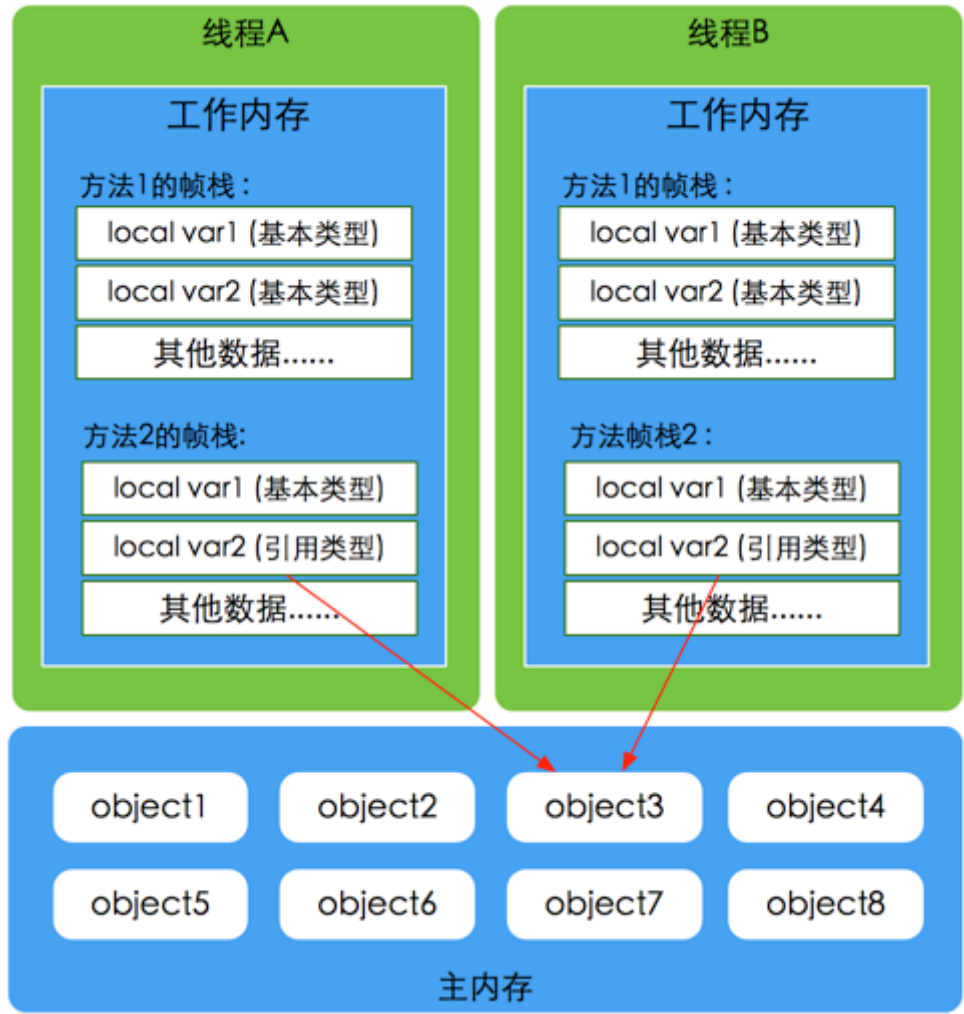 线程A
工作内存
方法1的帧栈：
local var1 (基本类型)
local var2 (基本类型)
其他数据......
方法2的帧栈:
local var1 (基本类型)
local var2 (引用类型)
其他数据......
线程B
工作内存
方法1的帧栈：
local var1 (基本类型)
local var2 (基本类型)
其他数据......
方法帧栈2：
local var1 (基本类型)
local var2 (引用类型)
其他数据......
object1 object2 object3 object4
object5 object6 object7 object8
主内存